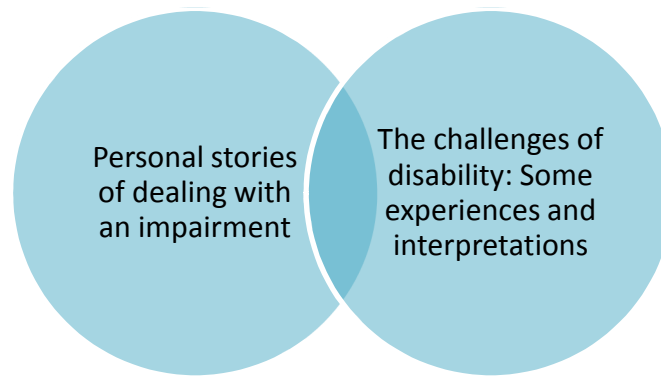 Personal stories
of dealing with
an impairment
The challenges of
disability: Some
experiences and
interpretations